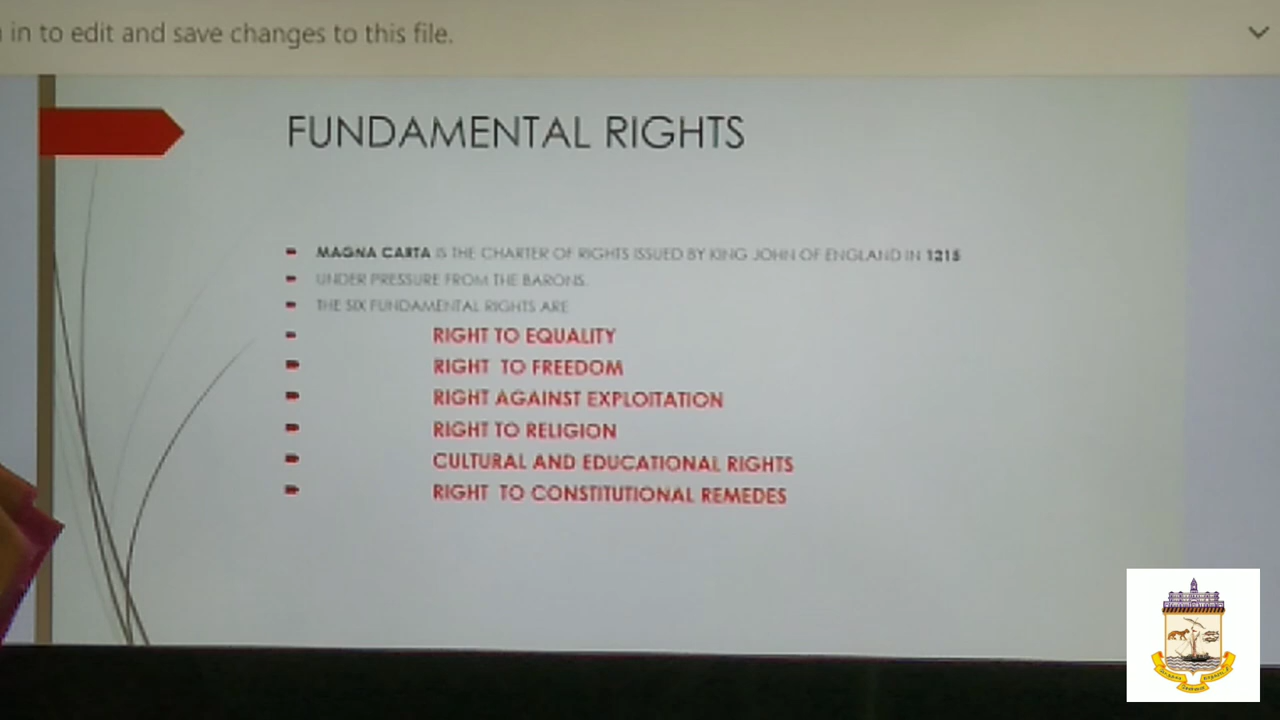 in to edit and save changes to this file.
FUNDAMENTAL RIGHTS
MAGNA CARTA IS THE CHARTER OF RIGHTS ISSUED BY KING JOHN OF ENGLAND IN 1215
UNDER PRESSURE FROM THE BARONS.
THE SIX FUNDAMENTAL RIGHTS ARE
RIGHT TO EQUALITY
RIGHT TO FREEDOM
RIGHT AGAINST EXPLOITATION
RIGHT TO RELIGION
CULTURAL AND EDUCATIONAL RIGHTS
RIGHT TO CONSTITUTIONAL REMEDES